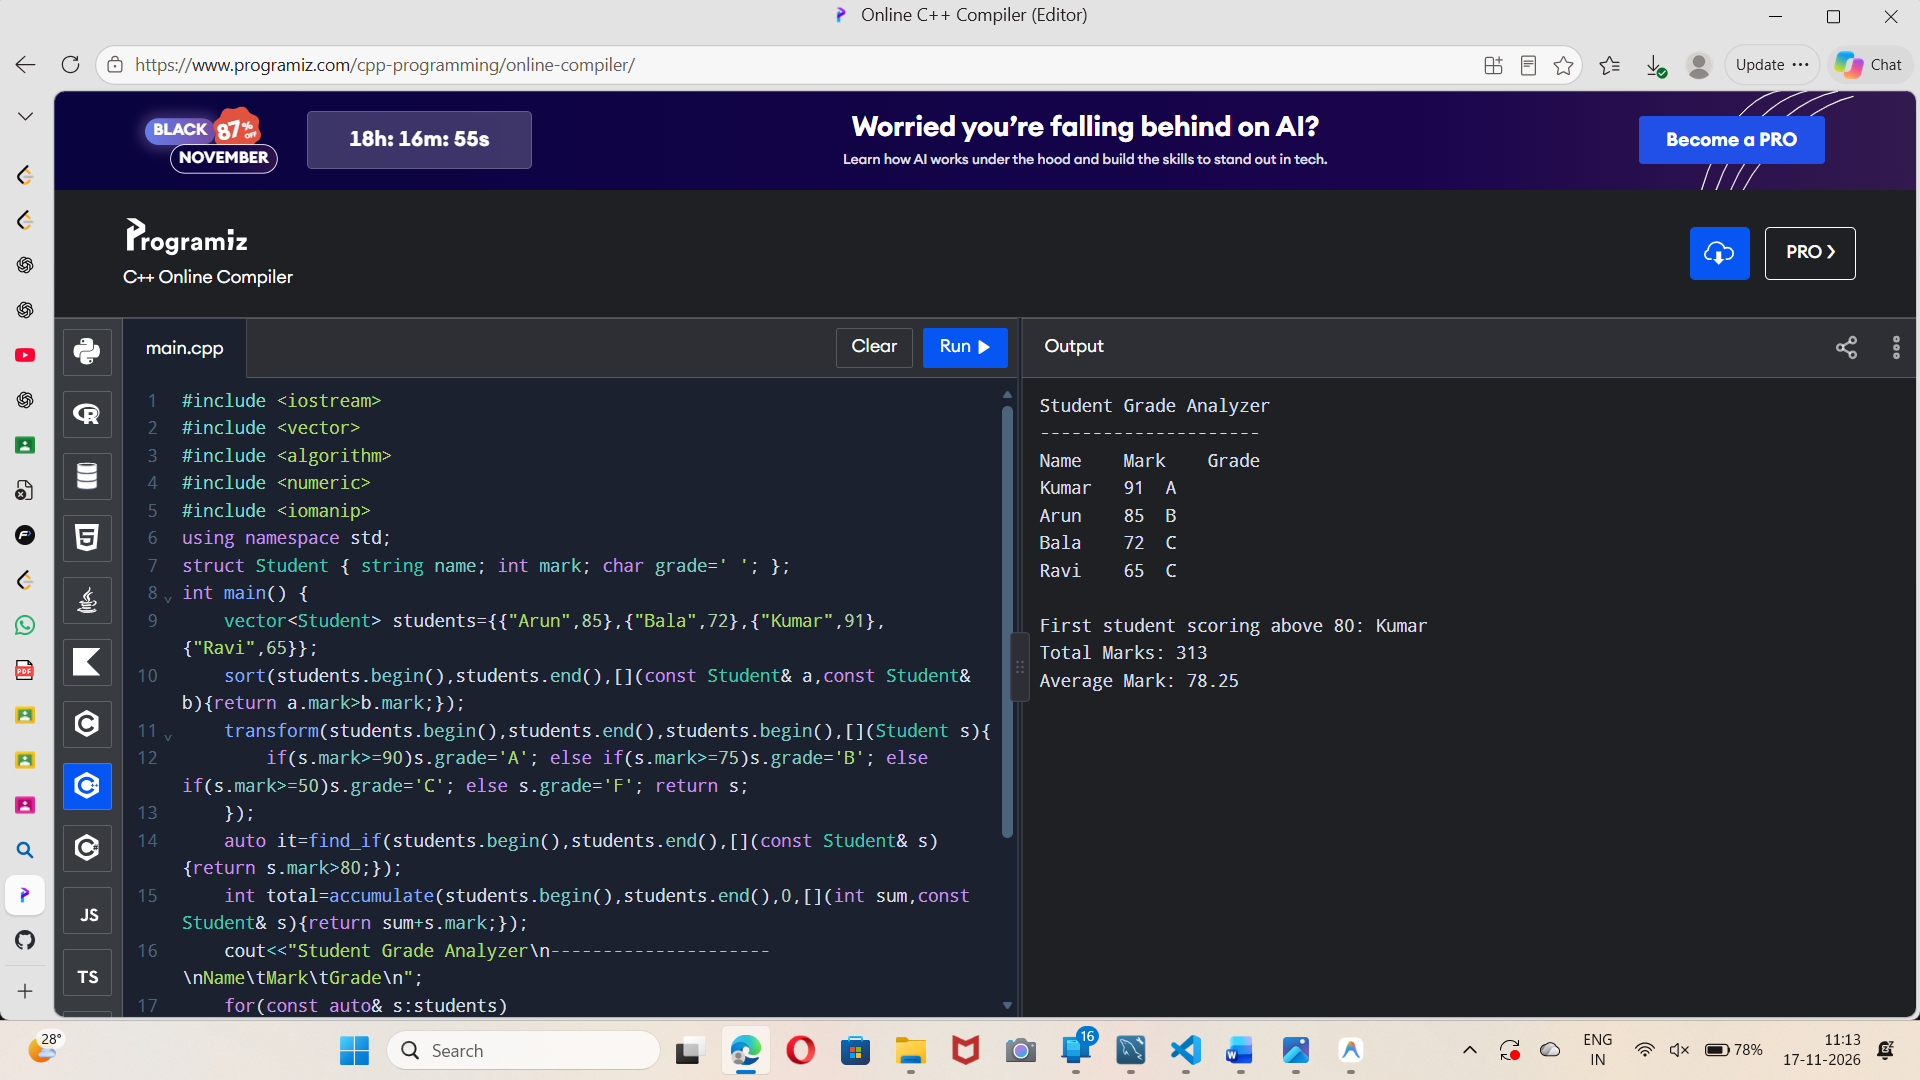 Online C++ Compiler (Editor)
https://www.programiz.com/cpp-programming/online-compiler/
Update
Chat
BLACK 87% OFF
NOVEMBER
18h: 16m: 55s
Worried you're falling behind on AI?
Learn how AI works under the hood and build the skills to stand out in tech.
Become a PRO
Programiz
C++ Online Compiler
PRO
main.cpp
Clear
Run
Output
1 #include <iostream>
2 #include <vector>
3 #include <algorithm>
4 #include <numeric>
5 #include <iomanip>
6 using namespace std;
7 struct Student { string name; int mark; char grade=' '; };
8 int main() {
9 vector<Student> students={{"Arun",85},{"Bala",72},{"Kumar",91},
{"Ravi",65}};
10 sort(students.begin(),students.end(),[](const Student& a,const Student&
b){return a.mark>b.mark;});
11 transform(students.begin(),students.end(),students.begin(),[](Student s){
12 if(s.mark>=90)s.grade='A'; else if(s.mark>=75)s.grade='B'; else
if(s.mark>=50)s.grade='C'; else s.grade='F'; return s;
13 });
14 auto it=find_if(students.begin(),students.end(),[](const Student& s)
{return s.mark>80;});
15 int total=accumulate(students.begin(),students.end(),0,[](int sum,const
Student& s){return sum+s.mark;});
16 cout<<"Student Grade Analyzer\n---------------------
\nName\tMark\tGrade\n";
17 for(const auto& s:students)
Student Grade Analyzer
---------------------
Name Mark Grade
Kumar 91 A
Arun 85 B
Bala 72 C
Ravi 65 C
First student scoring above 80: Kumar
Total Marks: 313
Average Mark: 78.25
JS
TS
PDF
28°
Search
16
ENG
IN
78%
11:13
17-11-2026